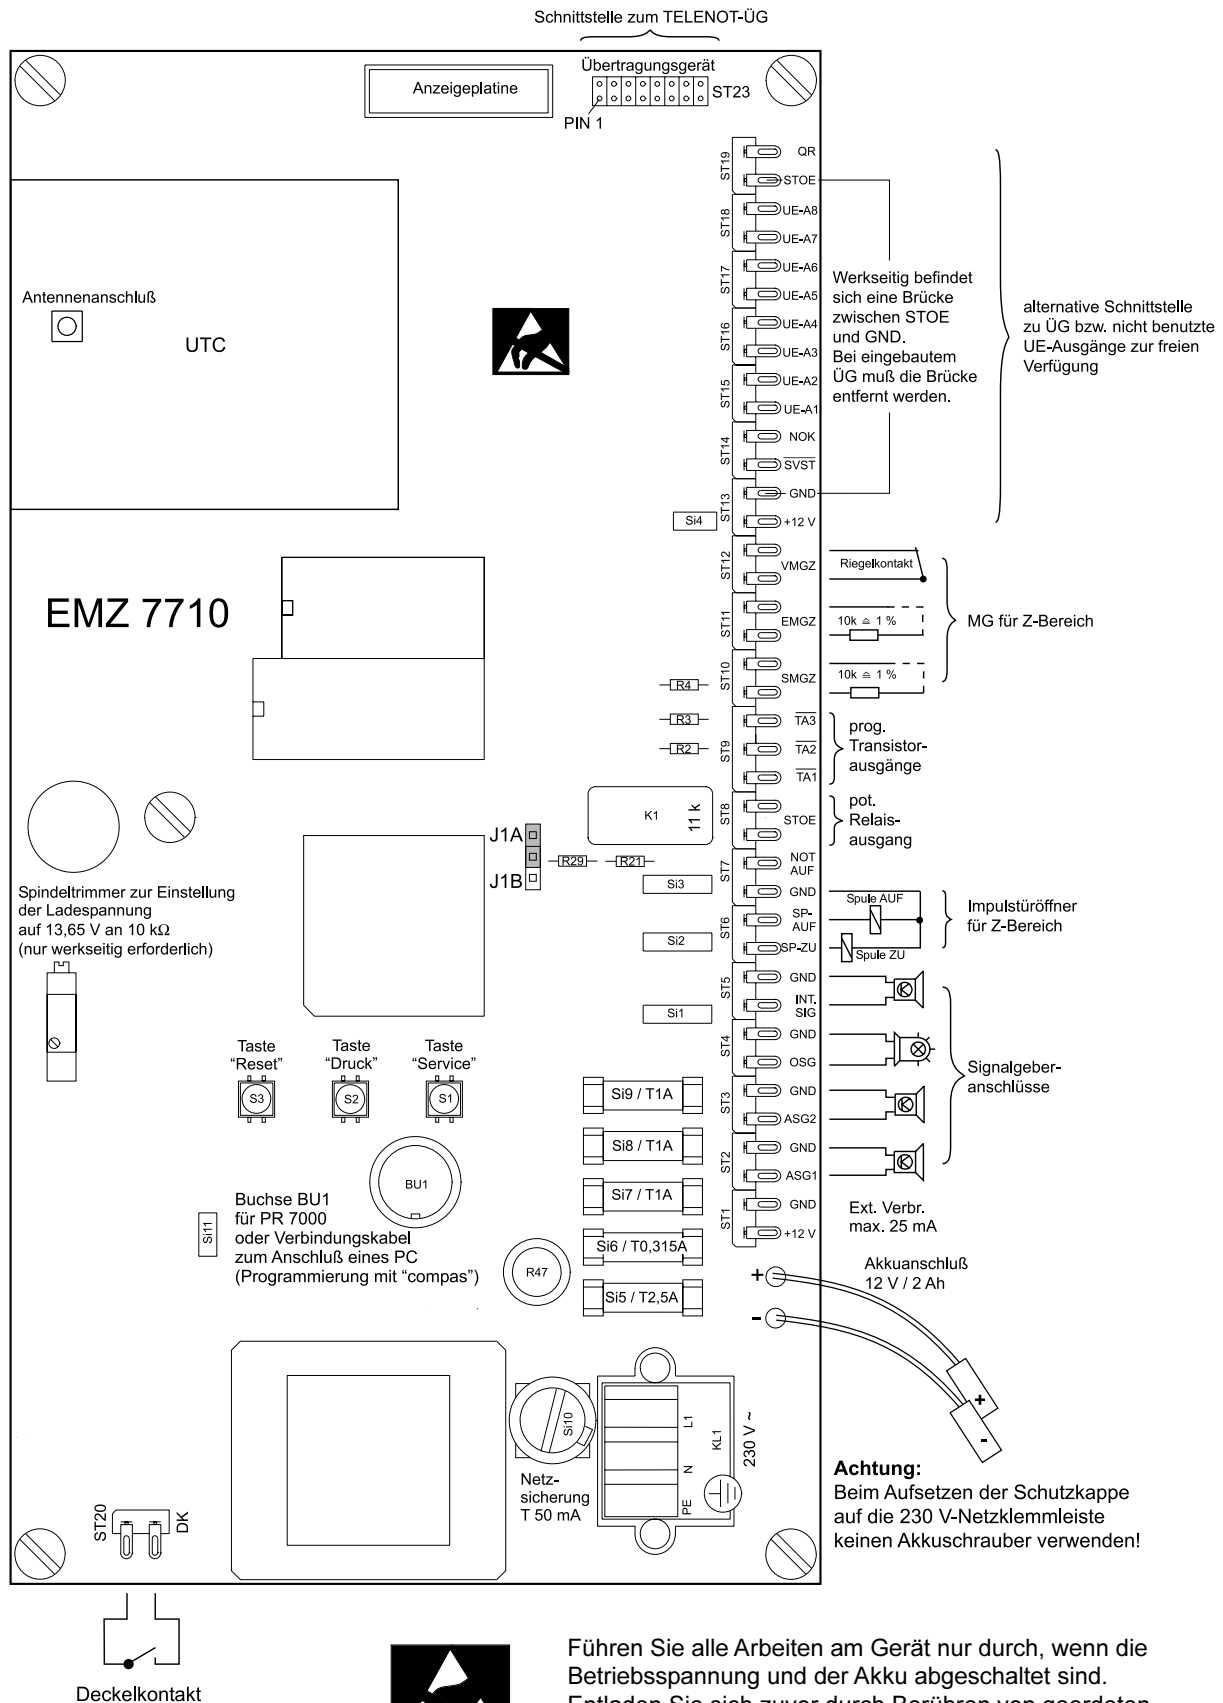 Schnittstelle zum TELENOT-ÜG
Übertragungsgerät
Anzeigeplatine
ST23
PIN 1
ST19
QR
STOE
ST18
UE-A8
UE-A7
ST17
UE-A6
UE-A5
ST16
UE-A4
UE-A3
ST15
UE-A2
UE-A1
ST14
NOK
SVST
ST13
GND
+12 V
Si4
Werkseitig befindet
sich eine Brücke
zwischen STOE
und GND.
Bei eingebautem
ÜG muß die Brücke
entfernt werden.
alternative Schnittstelle
zu ÜG bzw. nicht benutzte
UE-Ausgänge zur freien
Verfügung
Antennenanschluß
UTC
EMZ 7710
ST12
VMGZ
Riegelkontakt
ST11
EMGZ
10k ≙ 1 %
MG für Z-Bereich
ST10
SMGZ
10k ≙ 1 %
R4
R3
R2
ST9
TA3
TA2
TA1
prog.
Transistor-
ausgänge
K1
11 k
ST8
STOE
pot.
Relais-
ausgang
J1A
J1B
R29
R21
ST7
NOT
AUF
GND
Si3
Spule AUF
ST6
SP-
AUF
SP-ZU
Si2
Spule ZU
Impulstüröffner
für Z-Bereich
Spindeltrimmer zur Einstellung
der Ladespannung
auf 13,65 V an 10 kΩ
(nur werkseitig erforderlich)
ST5
GND
INT.
SIG
Si1
ST4
GND
OSG
Signalgeber-
anschlüsse
Taste
“Reset”
Taste
“Druck”
Taste
“Service”
S3
S2
S1
Si9 / T1A
ST3
GND
ASG2
Si8 / T1A
ST2
GND
ASG1
Si7 / T1A
ST1
GND
+12 V
Ext. Verbr.
max. 25 mA
BU1
Si11
Buchse BU1
für PR 7000
oder Verbindungskabel
zum Anschluß eines PC
(Programmierung mit “compas”)
Si6 / T0,315A
R47
Si5 / T2,5A
Akkuanschluß
12 V / 2 Ah
+
-
+
-
Si10
L1
N
PE
KL1
230 V ~
Netz-
sicherung
T 50 mA
Achtung:
Beim Aufsetzen der Schutzkappe
auf die 230 V-Netzklemmleiste
keinen Akkuschrauber verwenden!
ST20
DK
Deckelkontakt
Führen Sie alle Arbeiten am Gerät nur durch, wenn die
Betriebsspannung und der Akku abgeschaltet sind.
Entladen Sie sich zuvor durch Berühren von geerdeten